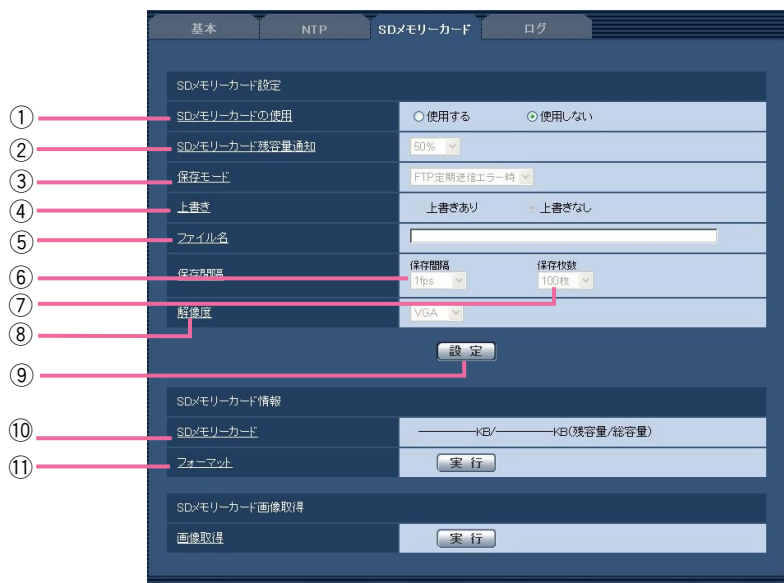 基本 NTP SDメモリーカード ログ
SDメモリーカード設定
① SDメモリーカードの使用 使用する 使用しない
② SDメモリーカード残容量通知 50%
③ 保存モード FTP定期送信エラー時
④ 上書き 上書きあり 上書きなし
⑤ ファイル名
保存間隔 保存枚数
⑥ 保存間隔 1fps 100枚
⑦
⑧ 解像度 VGA
⑨ 設定
SDメモリーカード情報
⑩ SDメモリーカード ————KB/————KB(残容量/総容量)
⑪ フォーマット 実行
SDメモリーカード画像取得
画像取得 実行